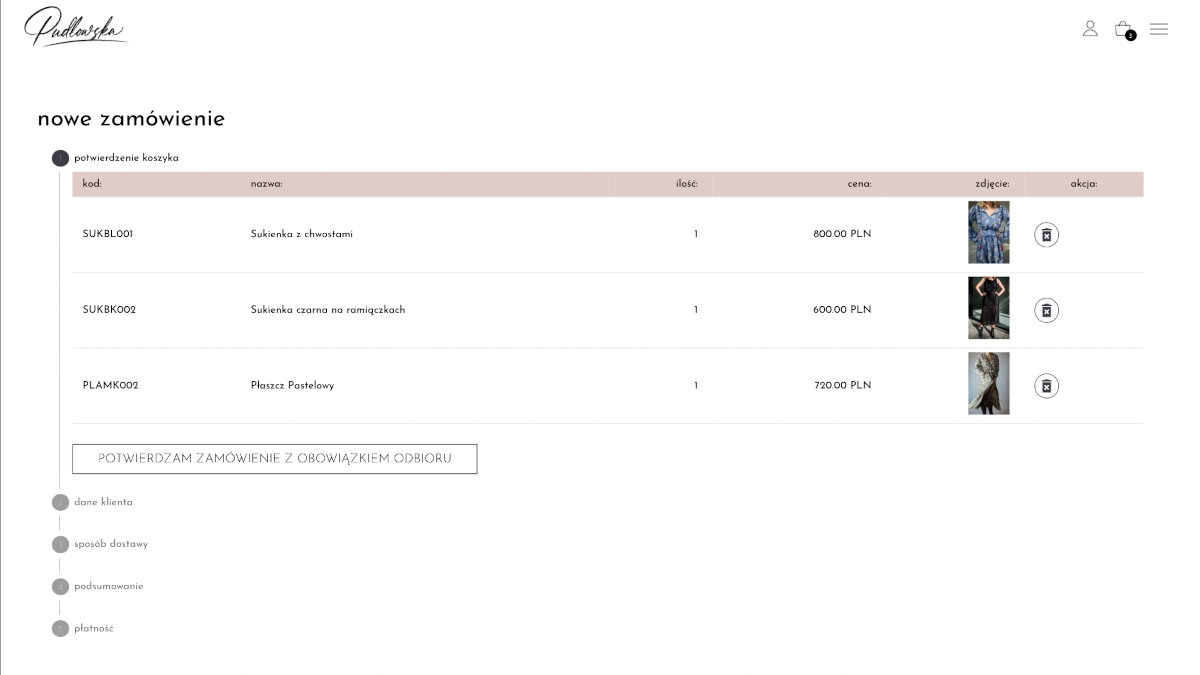 Pudłowska
3
nowe zamówienie
1 potwierdzenie koszyka
kod: nazwa: ilość: cena: zdjęcie: akcja:
SUKBL001 Sukienka z chwostami 1 800.00 PLN
SUKBK002 Sukienka czarna na ramiączkach 1 600.00 PLN
PLAMK002 Płaszcz Pastelowy 1 720.00 PLN
POTWIERDZAM ZAMÓWIENIE Z OBOWIĄZKIEM ODBIORU
2 dane klienta
3 sposób dostawy
4 podsumowanie
5 płatność